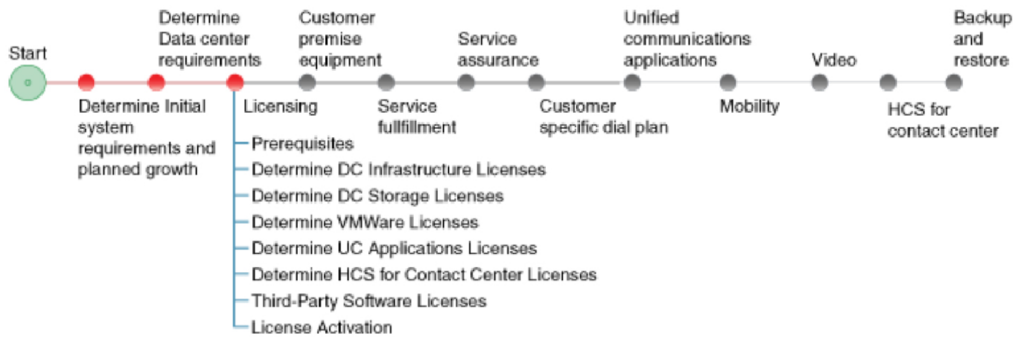 Start
Determine Initial
system
requirements and
planned growth
Determine
Data center
requirements
Licensing
Prerequisites
Determine DC Infrastructure Licenses
Determine DC Storage Licenses
Determine VMWare Licenses
Determine UC Applications Licenses
Determine HCS for Contact Center Licenses
Third-Party Software Licenses
License Activation
Customer
premise
equipment
Service
fullfillment
Service
assurance
Customer
specific dial plan
Unified
communications
applications
Mobility
Video
HCS for
contact center
Backup
and
restore